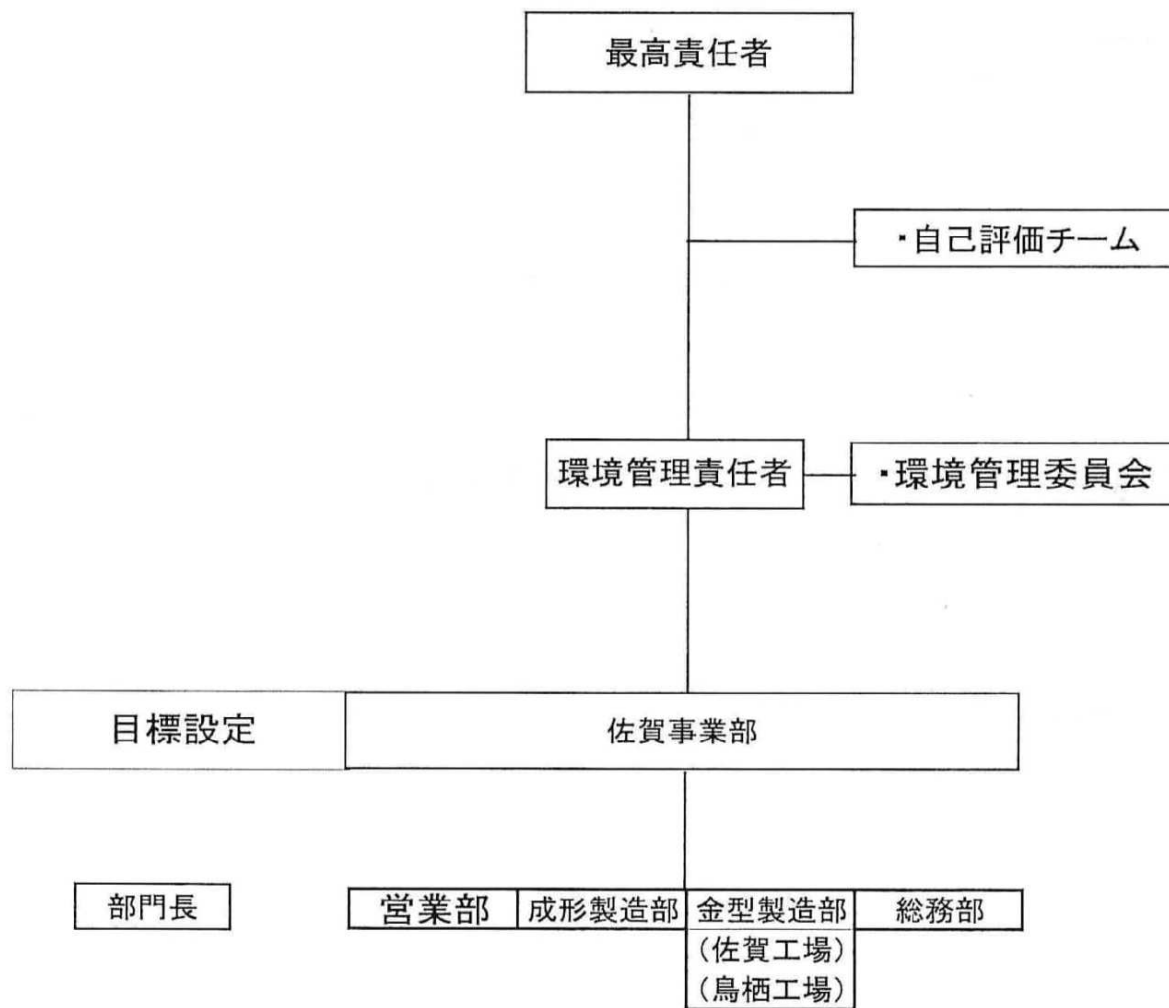 最高責任者
・自己評価チーム
環境管理責任者
・環境管理委員会
目標設定
佐賀事業部
部門長
営業部
成形製造部
金型製造部
総務部
(佐賀工場)
(鳥栖工場)